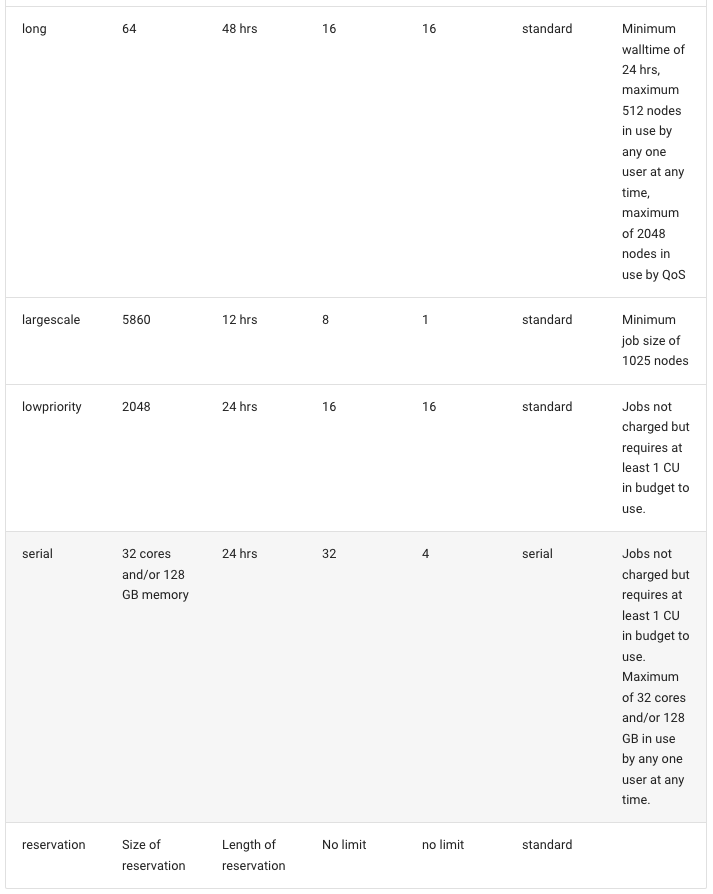 long 64 48 hrs 16 16 standard Minimum
walltime of
24 hrs,
maximum
512 nodes
in use by
any one
user at any
time,
maximum
of 2048
nodes in
use by QoS
largescale 5860 12 hrs 8 1 standard Minimum
job size of
1025 nodes
lowpriority 2048 24 hrs 16 16 standard Jobs not
charged but
requires at
least 1 CU
in budget to
use.
serial 32 cores 24 hrs 32 4 serial Jobs not
and/or 128 charged but
GB memory requires at
least 1 CU
in budget to
use.
Maximum
of 32 cores
and/or 128
GB in use
by any one
user at any
time.
reservation Size of Length of No limit no limit standard
reservation reservation